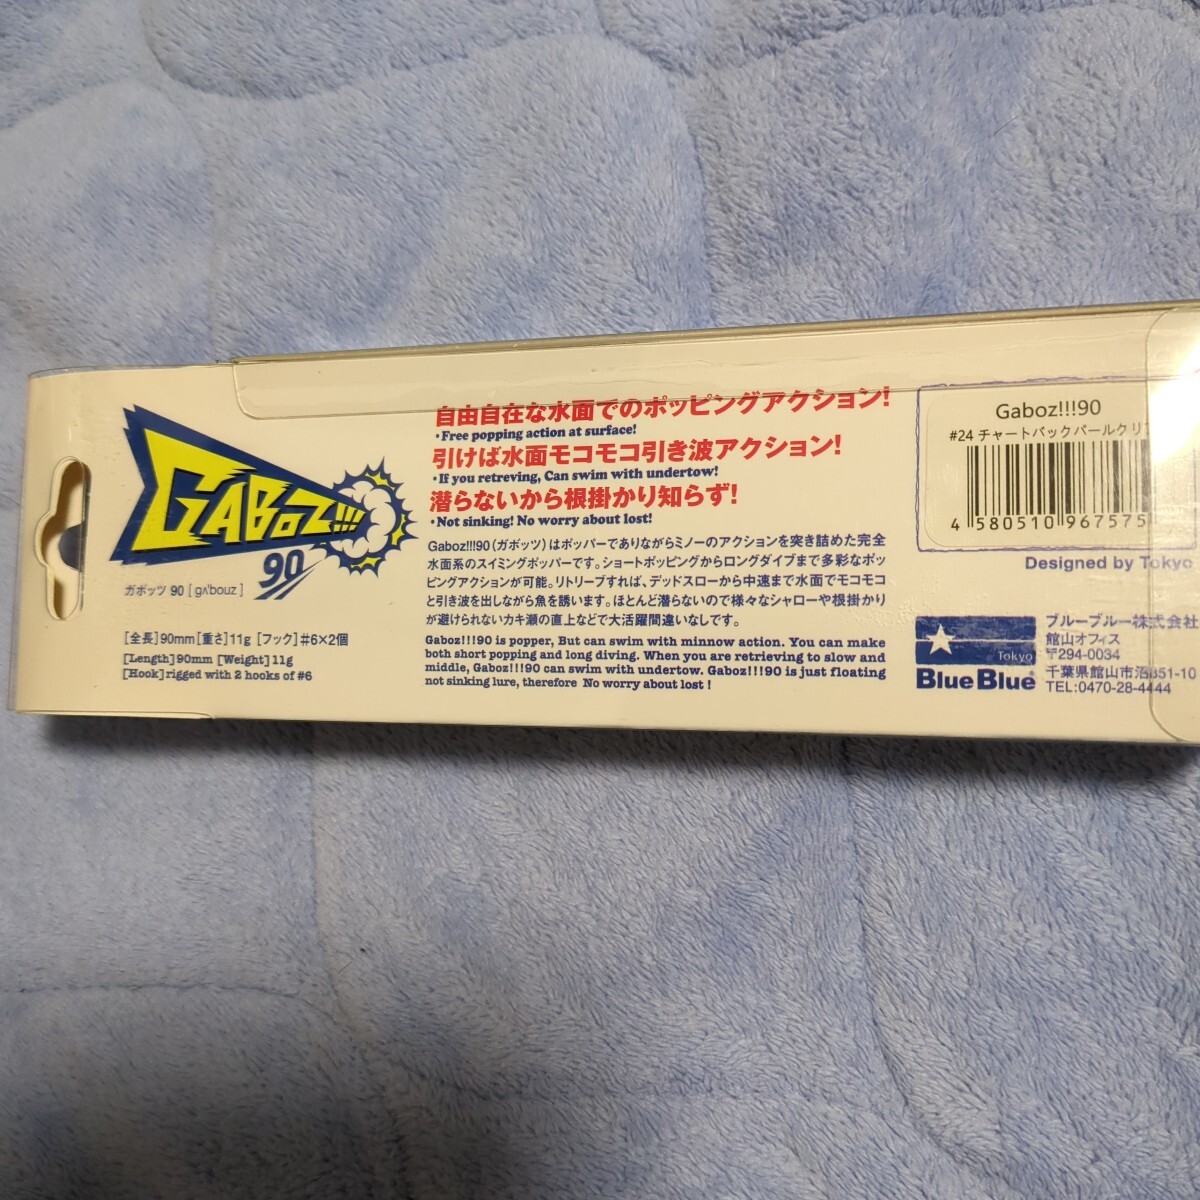 GABOZ!!!
90
ガボッツ 90 [ gʌ'bouz ]
[全長]90mm[重さ]11g [フック]#6×2個
[Length]90mm [Weight]11g
[Hook]rigged with 2 hooks of #6
自由自在な水面でのポッピングアクション!
・Free popping action at surface!
引けば水面モコモコ引き波アクション!
・If you retreving, Can swim with undertow!
潜らないから根掛かり知らず!
・Not sinking! No worry about lost!
Gaboz!!!90(ガボッツ)はポッパーでありながらミノーのアクションを突き詰めた完全
水面系のスイミングポッパーです。ショートポッピングからロングダイブまで多彩なポッ
ピングアクションが可能。リトリーブすれば、デッドスローから中速まで水面でモコモコ
と引き波を出しながら魚を誘います。ほとんど潜らないので様々なシャローや根掛かり
が避けられないカキ瀬の直上などで大活躍間違いなしです。
Gaboz!!!90 is popper, But can swim with minnow action. You can make
both short popping and long diving. When you are retrieving to slow and
middle, Gaboz!!!90 can swim with undertow. Gaboz!!!90 is just floating
not sinking lure, therefore No worry about lost !
Gaboz!!!90
#24 チャートバックパールクリア
4 580510 967575
Designed by Tokyo
Tokyo
BlueBlue
ブルーブルー株式会社
館山オフィス
〒294-0034
千葉県館山市沼851-10
TEL:0470-28-4444